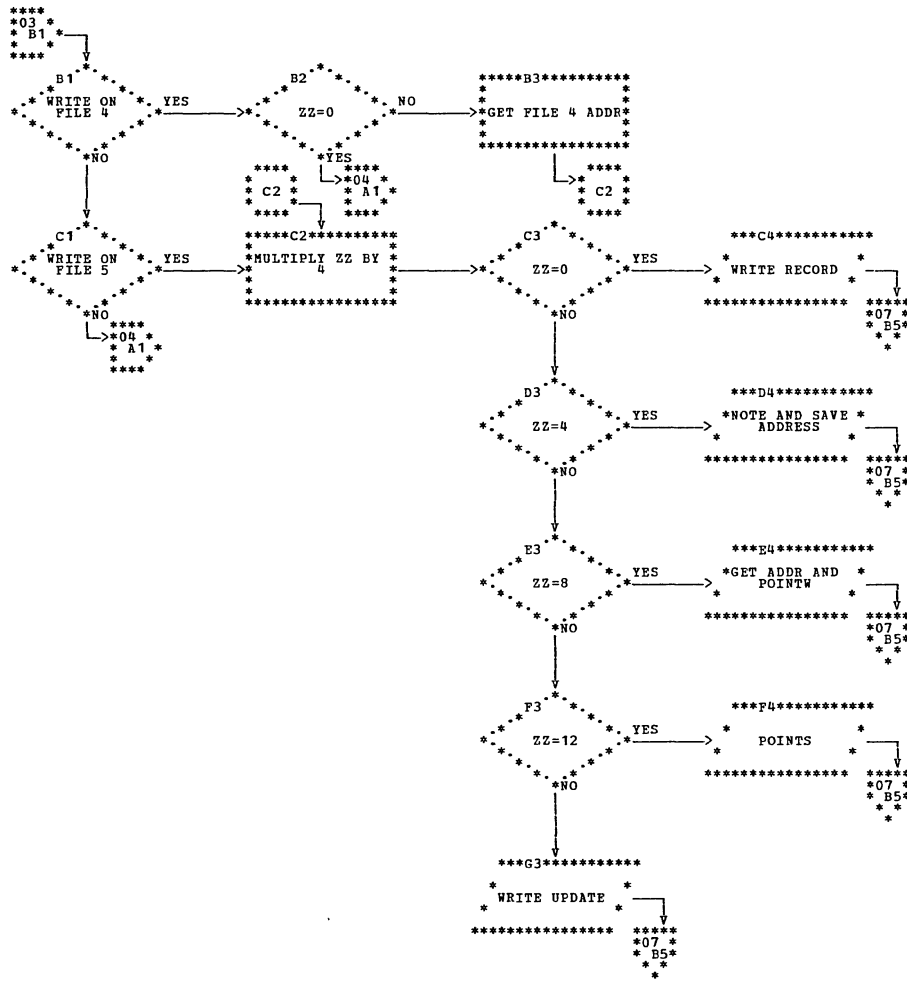 03
B1
B1
WRITE ON
FILE 4
YES
NO
B2
ZZ=0
NO
YES
B3
GET FILE 4 ADDR
C2
04
A1
C2
C1
WRITE ON
FILE 5
YES
NO
C2
MULTIPLY ZZ BY
4
C3
ZZ=0
YES
NO
C4
WRITE RECORD
07
B5
04
A1
D3
ZZ=4
YES
NO
D4
NOTE AND SAVE
ADDRESS
07
B5
E3
ZZ=8
YES
NO
E4
GET ADDR AND
POINTW
07
B5
F3
ZZ=12
YES
NO
F4
POINTS
07
B5
G3
WRITE UPDATE
07
B5